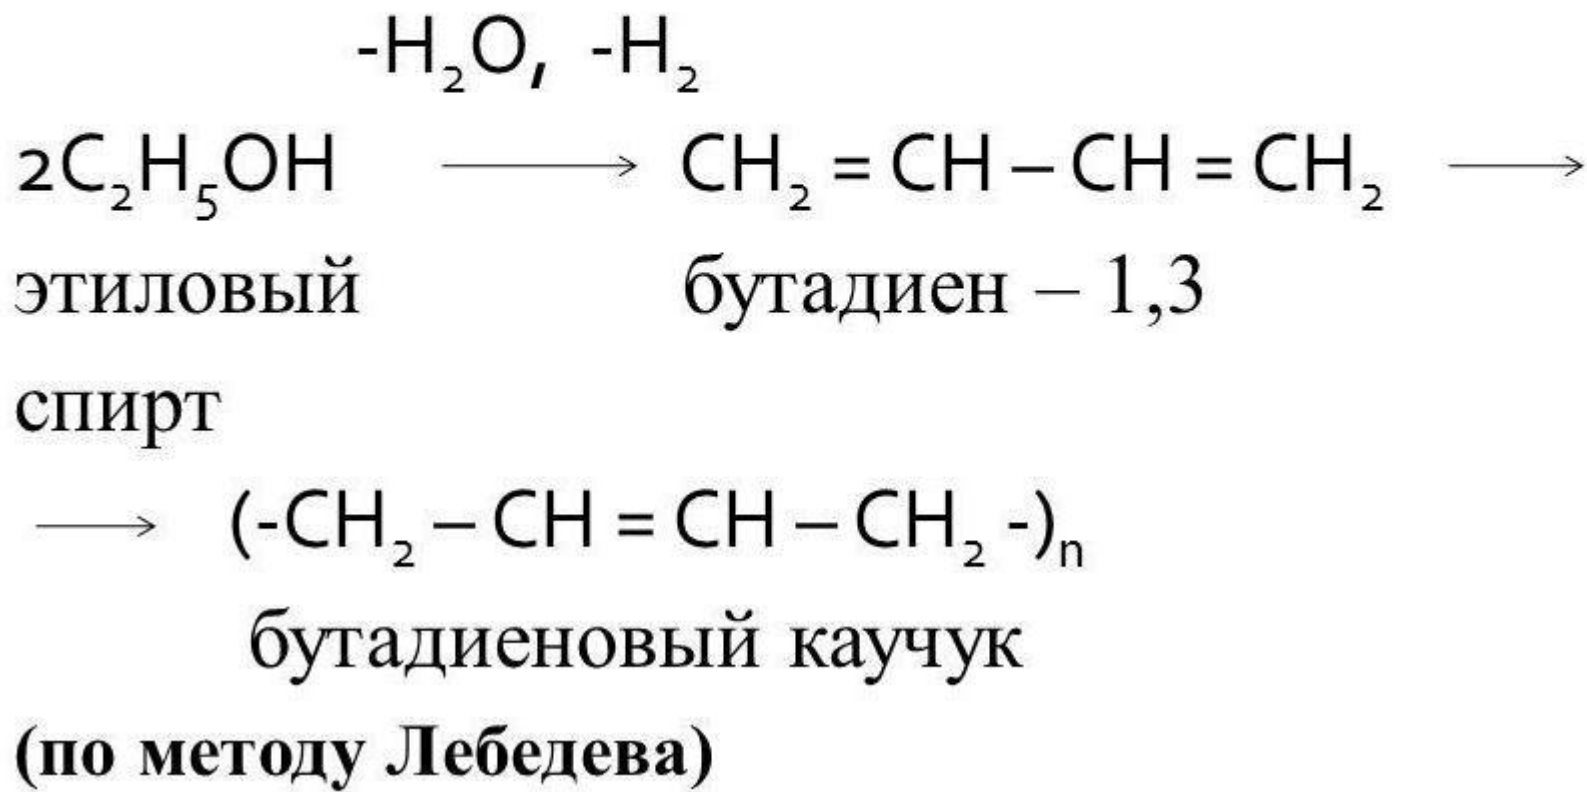 -H₂O, -H₂
2C₂H₅OH ⟶ CH₂ = CH – CH = CH₂ ⟶
этиловый бутадиен – 1,3
спирт
⟶ (-CH₂ – CH = CH – CH₂ -)ₙ
бутадиеновый каучук
(по методу Лебедева)